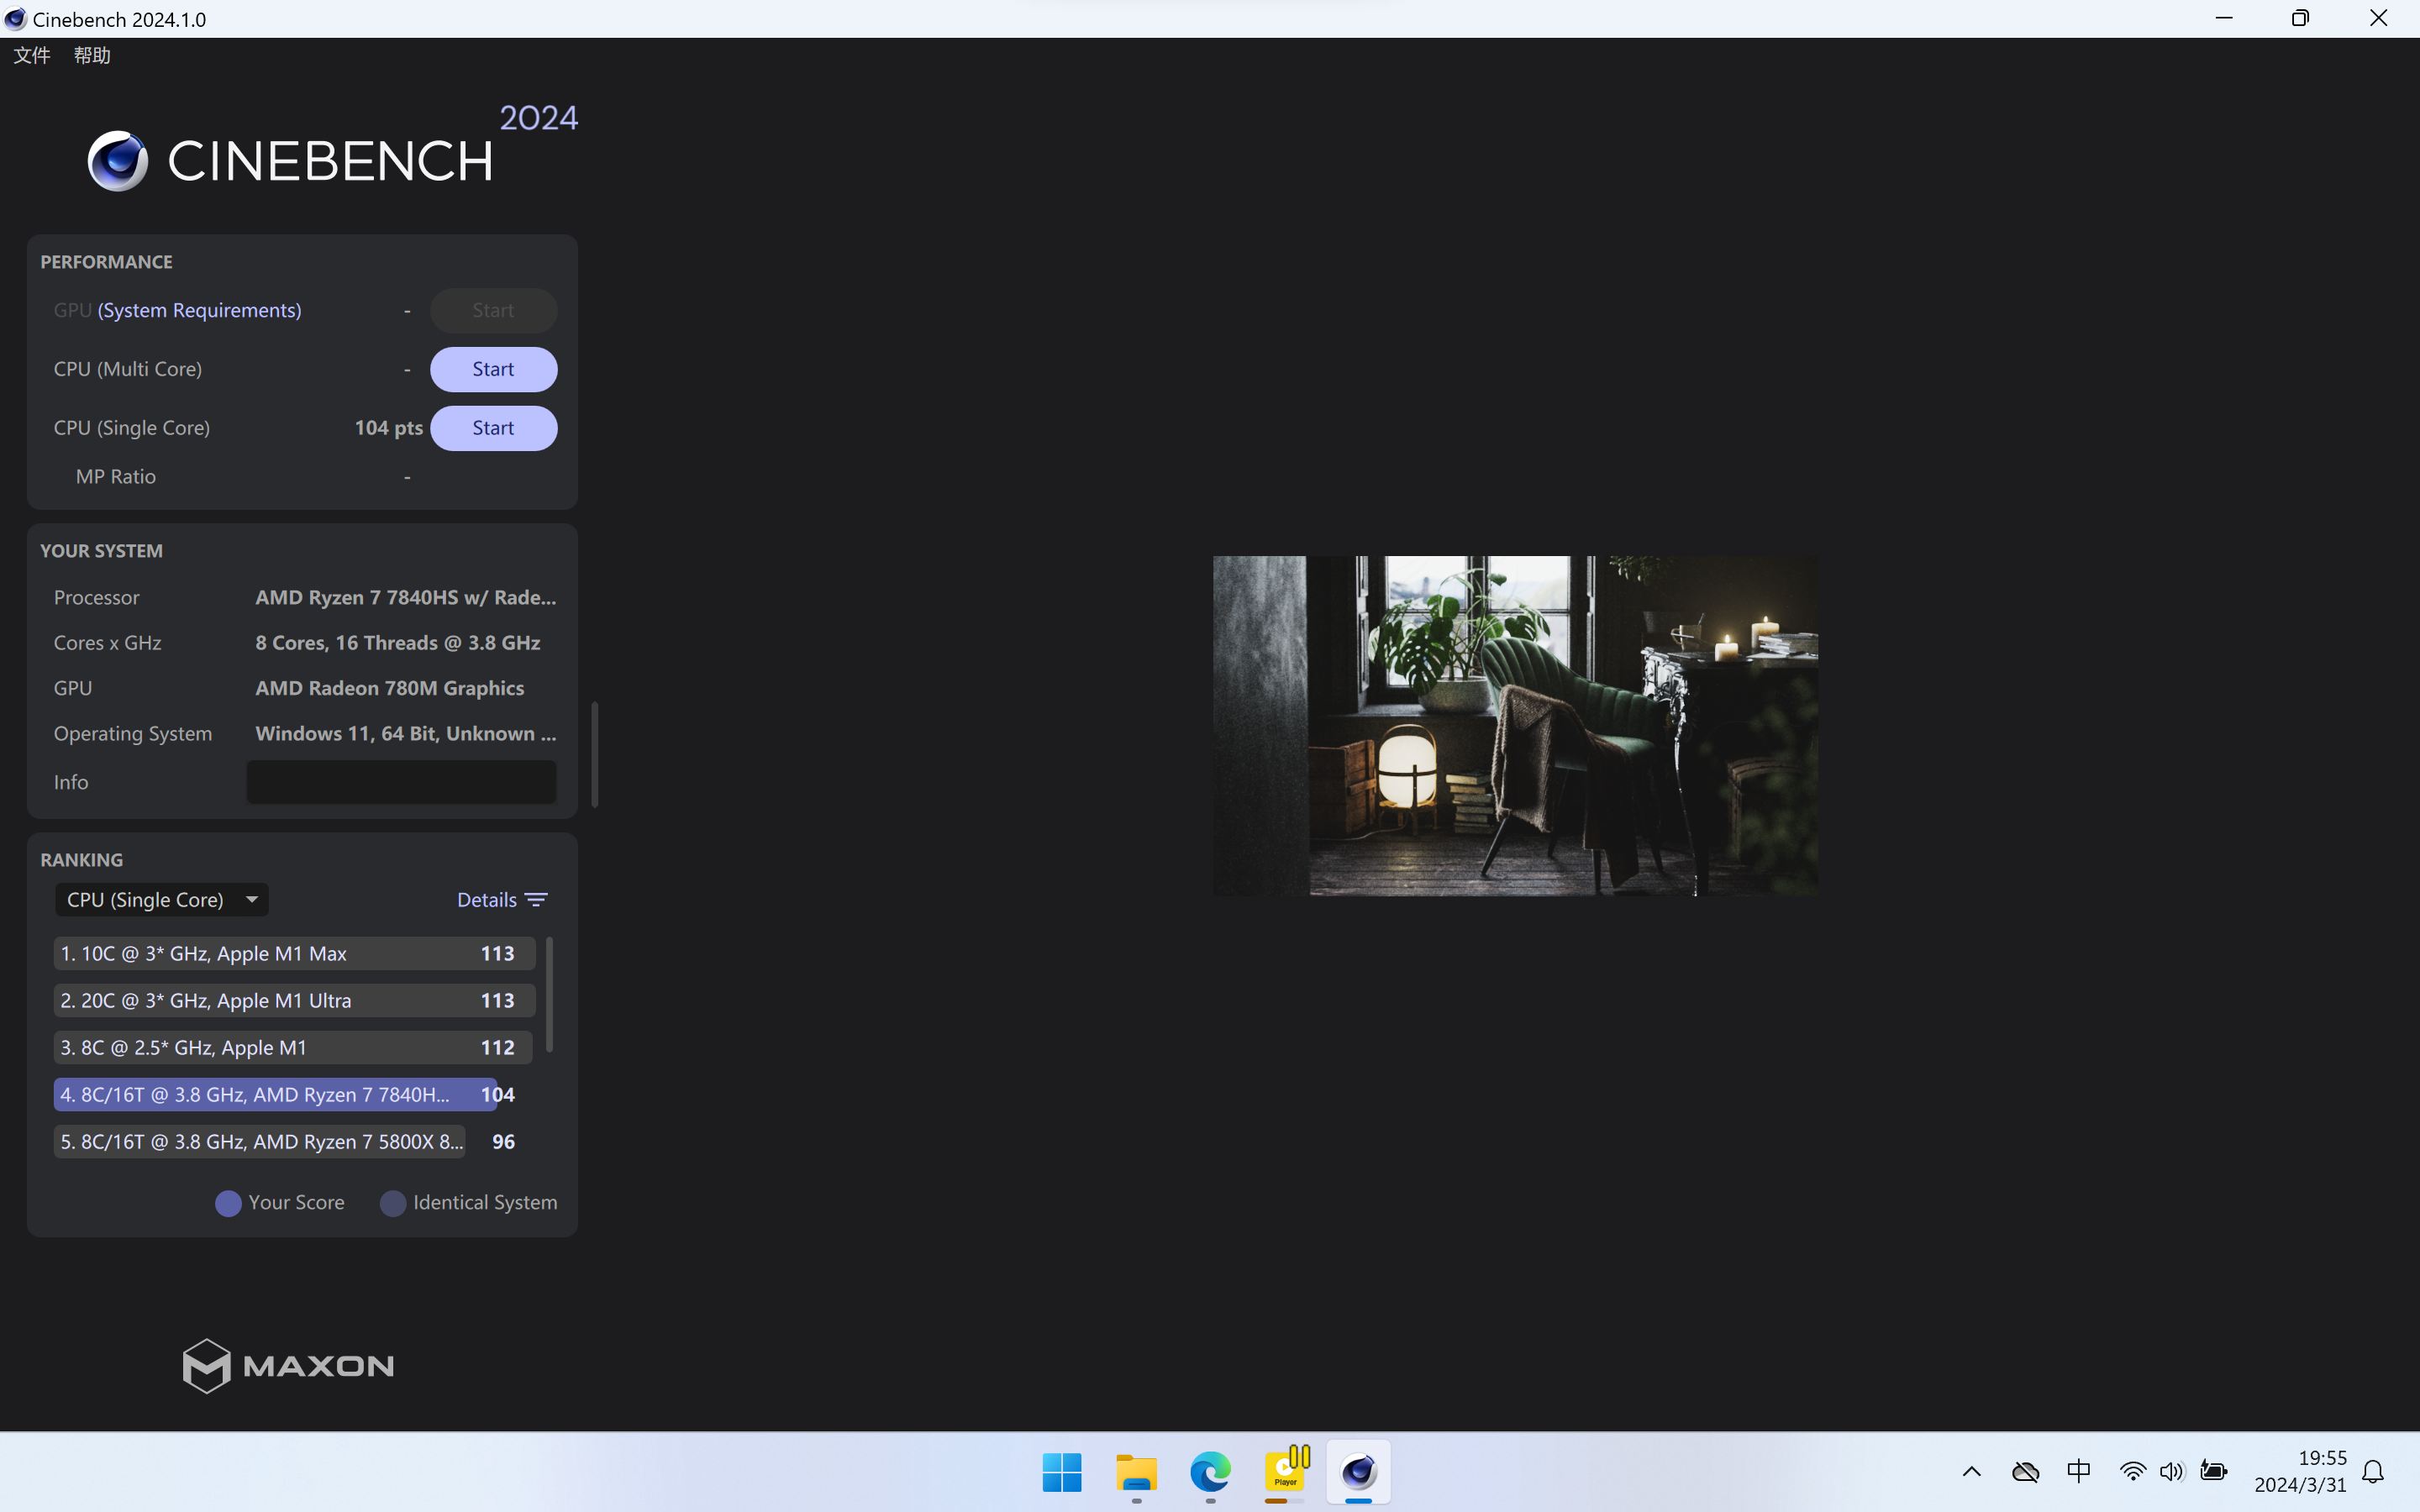 Cinebench 2024.1.0
文件 帮助
CINEBENCH 2024
PERFORMANCE
GPU (System Requirements) - Start
CPU (Multi Core) - Start
CPU (Single Core) 104 pts Start
MP Ratio -
YOUR SYSTEM
Processor AMD Ryzen 7 7840HS w/ Rade...
Cores x GHz 8 Cores, 16 Threads @ 3.8 GHz
GPU AMD Radeon 780M Graphics
Operating System Windows 11, 64 Bit, Unknown ...
Info
RANKING
CPU (Single Core) Details
1. 10C @ 3* GHz, Apple M1 Max 113
2. 20C @ 3* GHz, Apple M1 Ultra 113
3. 8C @ 2.5* GHz, Apple M1 112
4. 8C/16T @ 3.8 GHz, AMD Ryzen 7 7840H... 104
5. 8C/16T @ 3.8 GHz, AMD Ryzen 7 5800X 8... 96
Your Score Identical System
MAXON
Player
中
19:55
2024/3/31